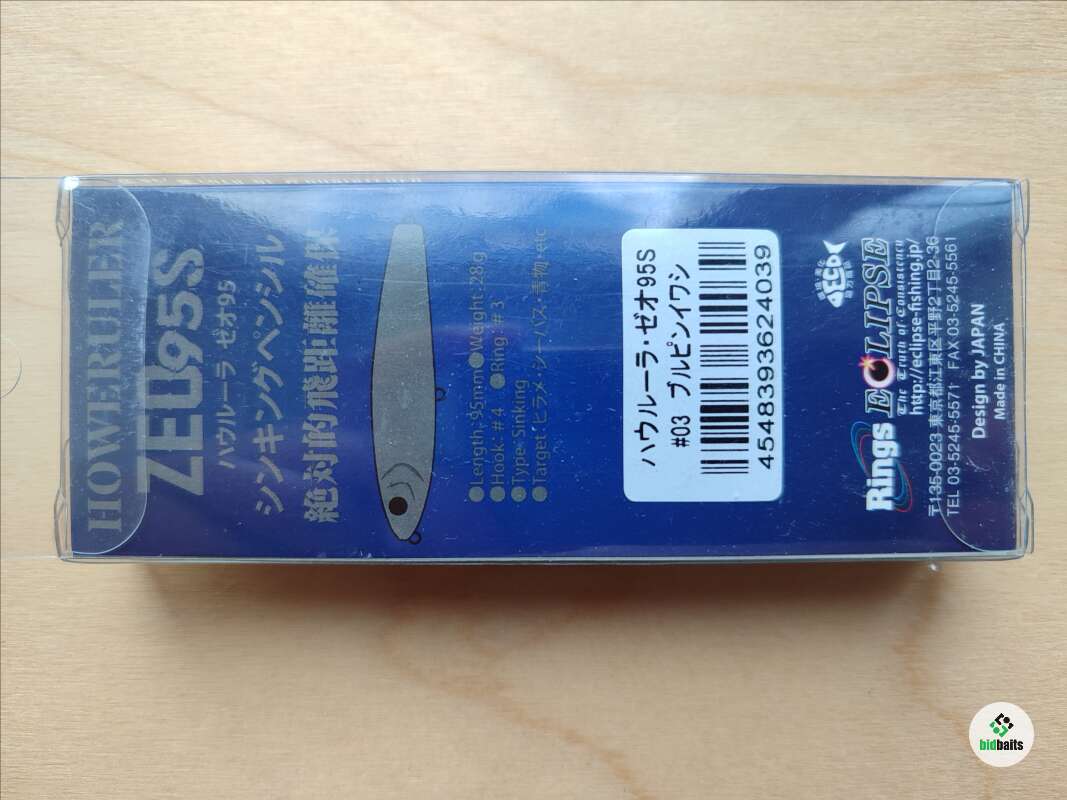 HOWERULER
ZEO95S
ハウルーラ ゼオ95
シンキングペンシル
絶対的飛距離確保
●Length:95mm●Weight:28g
●Hook: #4 ●Ring: #3
●Type:Sinking
●Target:ヒラメ・シーバス・青物・etc
ハウルーラ・ゼオ95S
#03 ブルピンイワシ
4548393624039
ECO
Rings ECLIPSE
The Truth of Consistency
http://eclipse-fishing.jp/
〒135-0023 東京都江東区平野2丁目2-36
TEL 03-5245-5571 FAX 03-5245-5561
Design by JAPAN
Made in CHINA
bidbaits